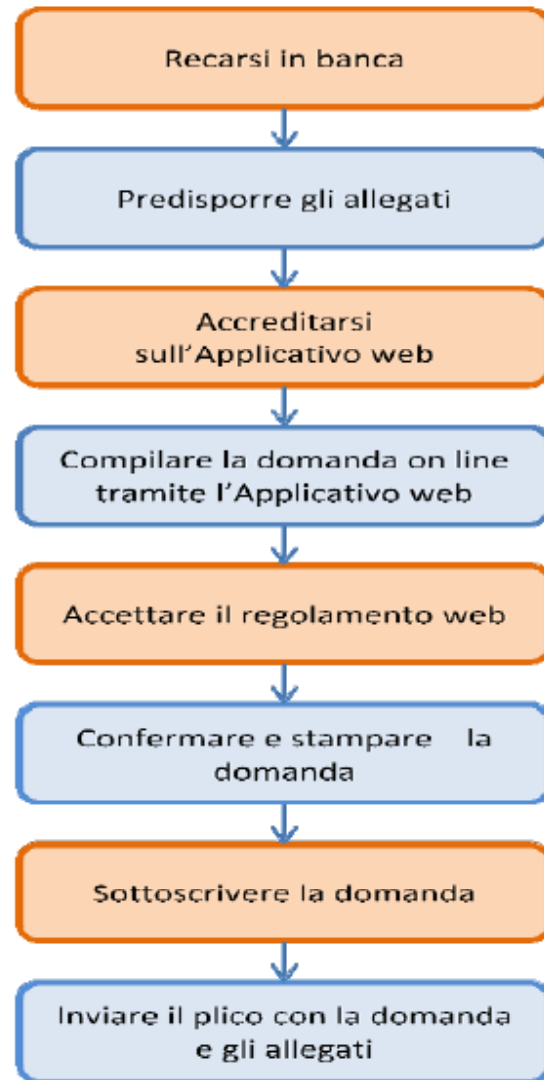 Recarsi in banca
Predisporre gli allegati
Accreditarsi
sull'Applicativo web
Compilare la domanda on line
tramite l'Applicativo web
Accettare il regolamento web
Confermare e stampare la
domanda
Sottoscrivere la domanda
Inviare il plico con la domanda
e gli allegati